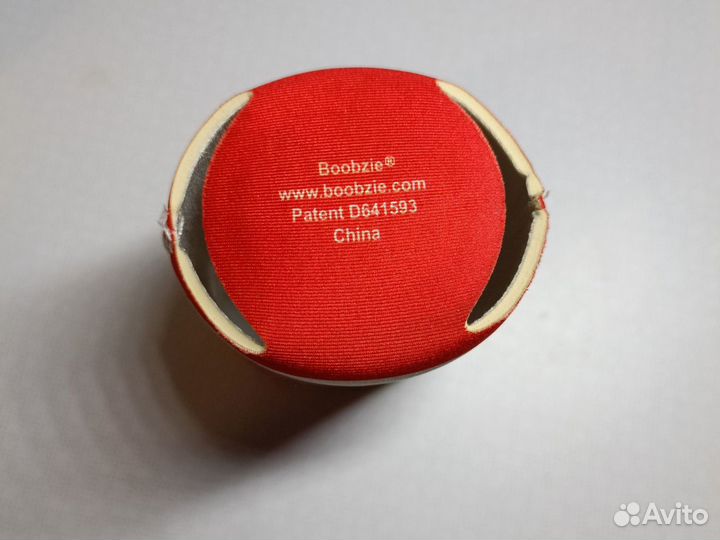 Boobzie®
www.boobzie.com
Patent D641593
China
Avito